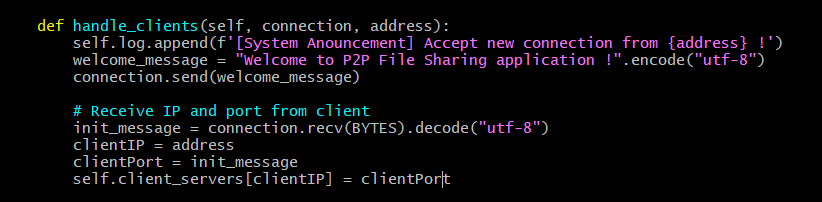 def handle_clients(self, connection, address):
self.log.append(f'[System Anouncement] Accept new connection from {address} !')
welcome_message = "Welcome to P2P File Sharing application !".encode("utf-8")
connection.send(welcome_message)
# Receive IP and port from client
init_message = connection.recv(BYTES).decode("utf-8")
clientIP = address
clientPort = init_message
self.client_servers[clientIP] = clientPort